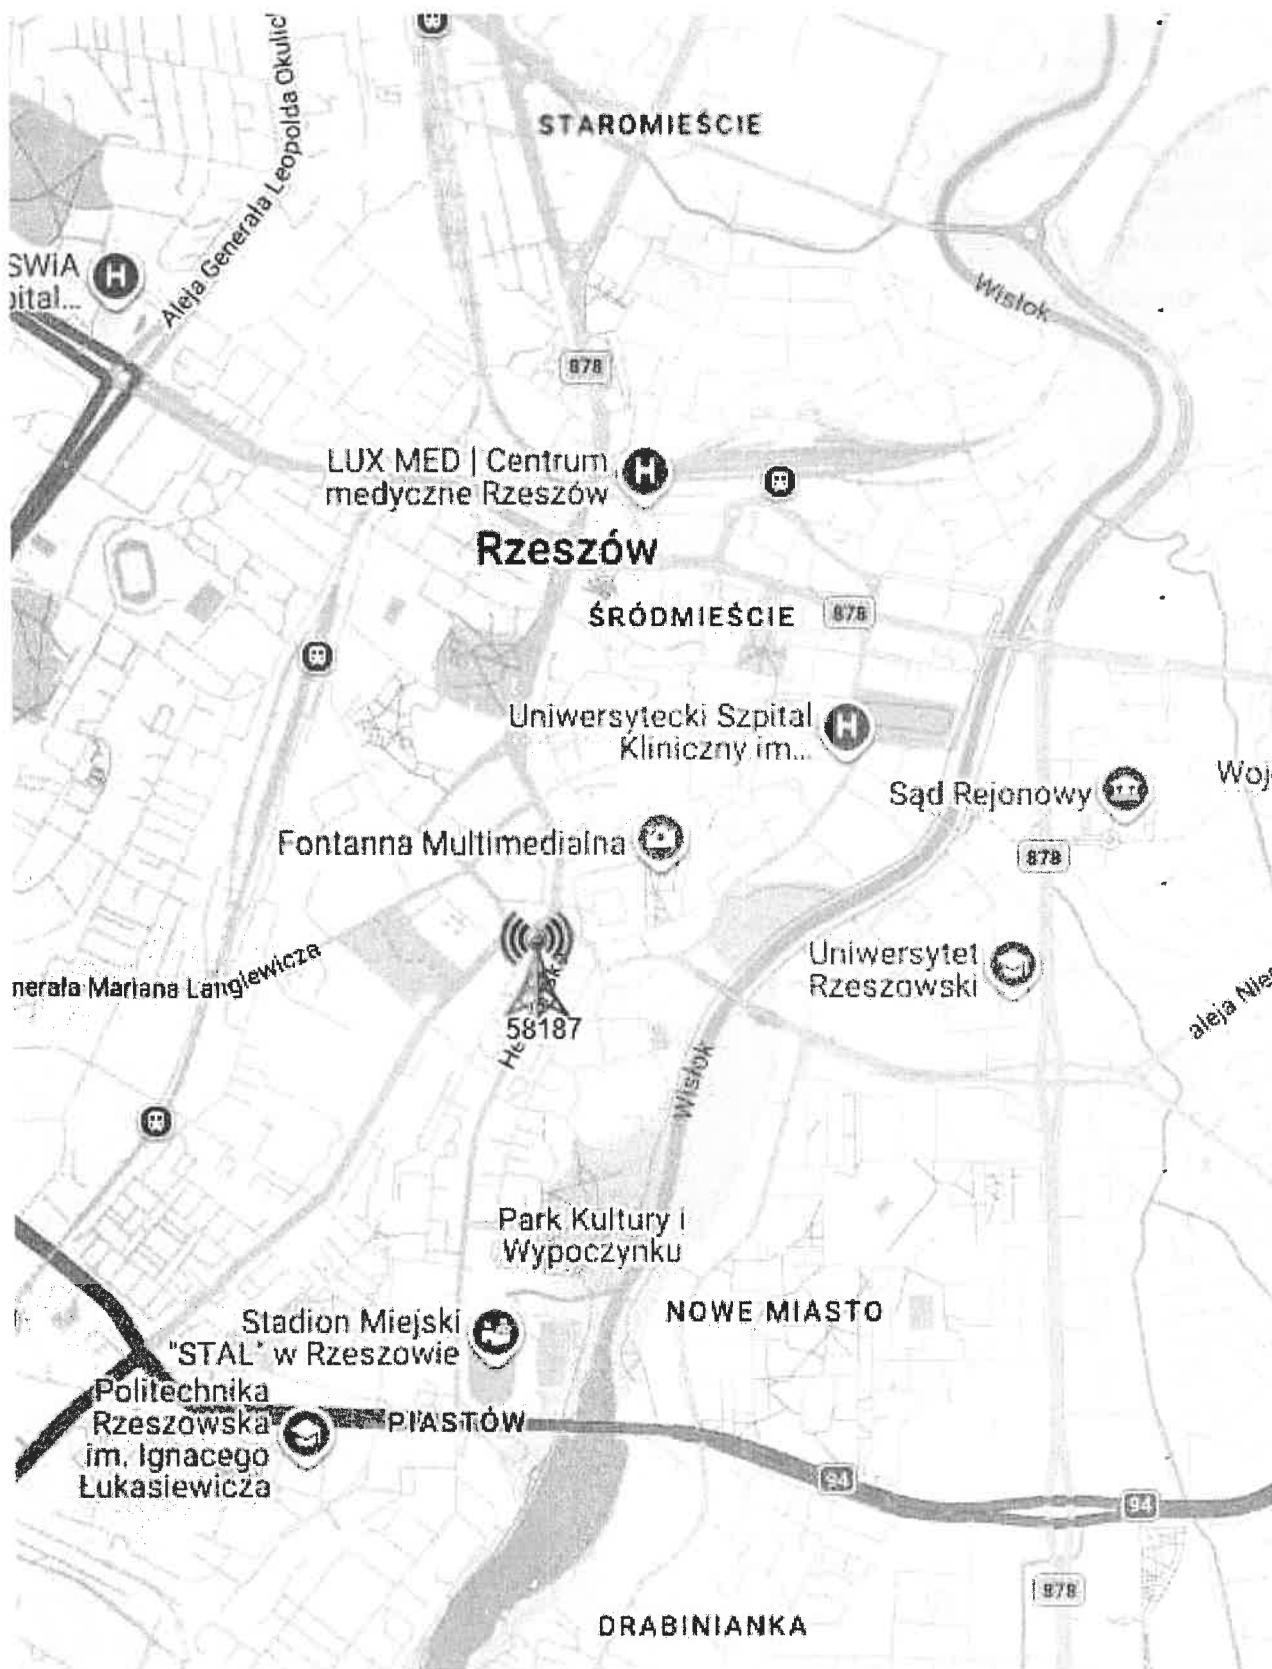 STAROMIEŚCIE
Aleja Generała Leopolda Okulic
SWiA
pital...
Wisłok
878
LUX MED | Centrum
medyczne Rzeszów
Rzeszów
ŚRÓDMIEŚCIE
878
Uniwersytecki Szpital
Kliniczny im...
Sąd Rejonowy
Woj
Fontanna Multimedialna
878
Uniwersytet
Rzeszowski
nerała Mariana Langiewicza
aleja Nie
58187
Wisłok
Park Kultury i
Wypoczynku
NOWE MIASTO
Stadion Miejski
"STAL" w Rzeszowie
Politechnika
Rzeszowska
im. Ignacego
Łukasiewicza
PIASTÓW
94
94
878
DRABINIANKA